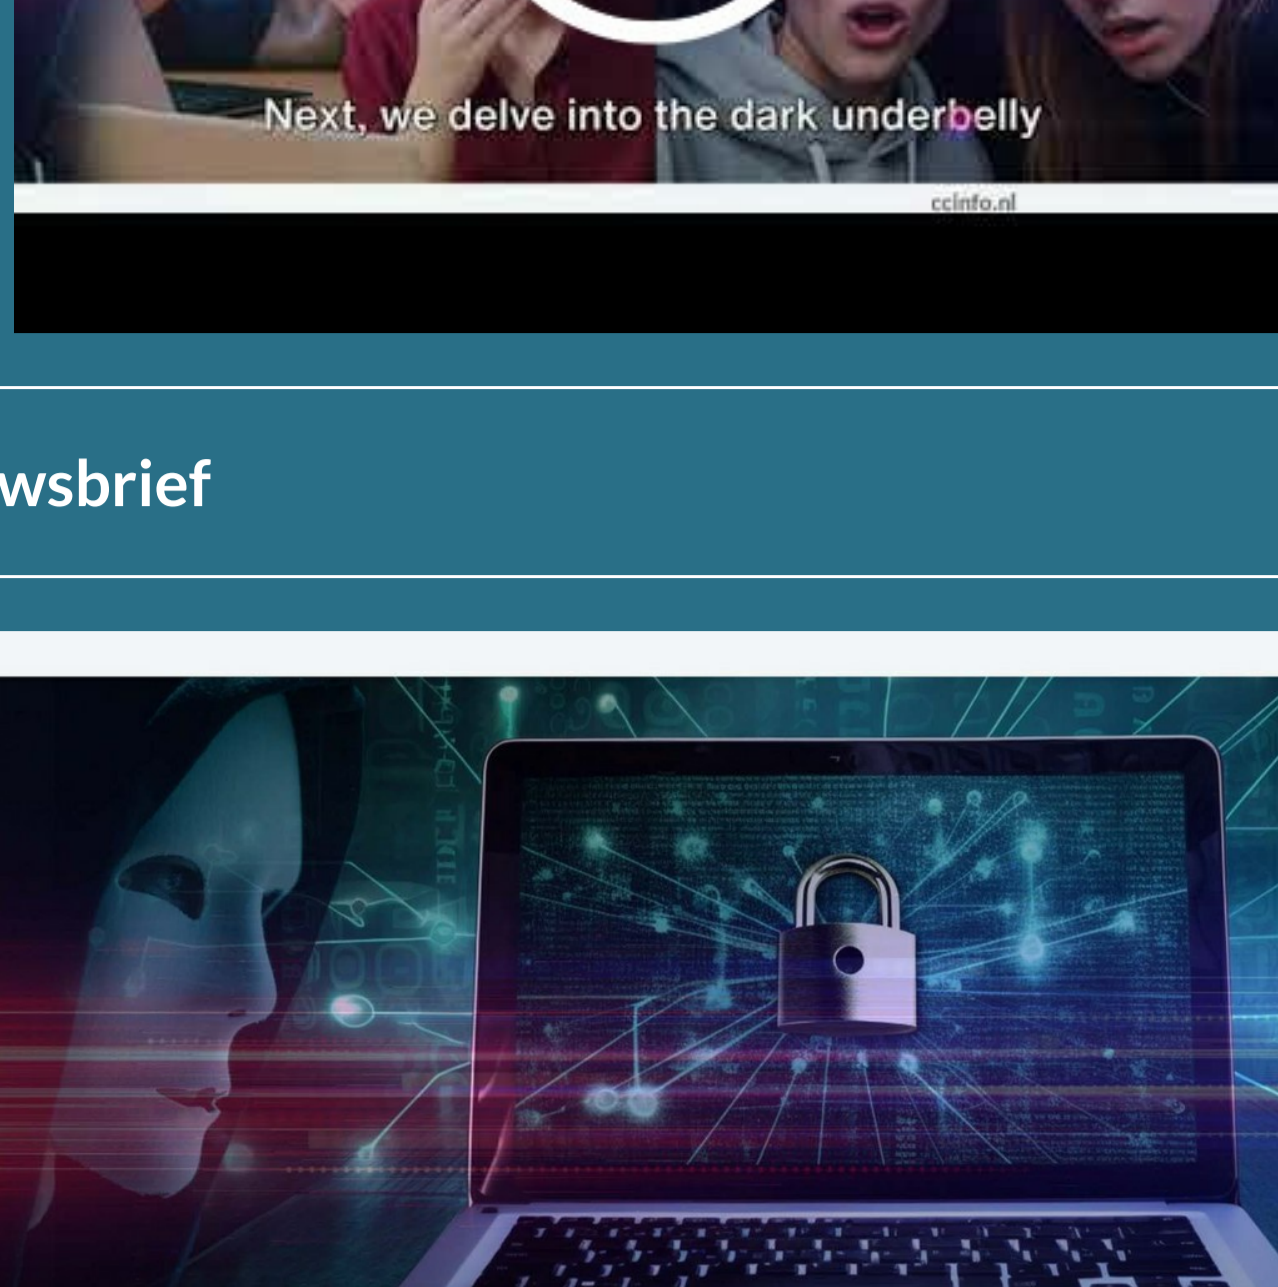 Next, we delve into the dark underbelly
ccinfo.nl
wsbrief